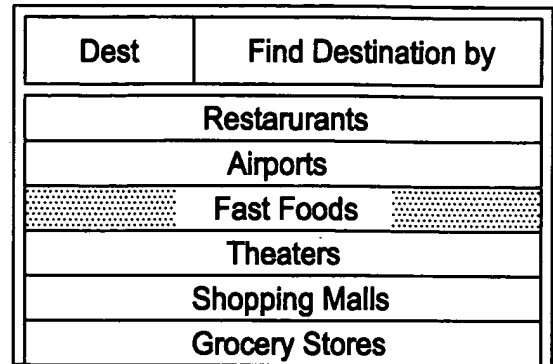 Dest Find Destination by
Restarurants
Airports
Fast Foods
Theaters
Shopping Malls
Grocery Stores